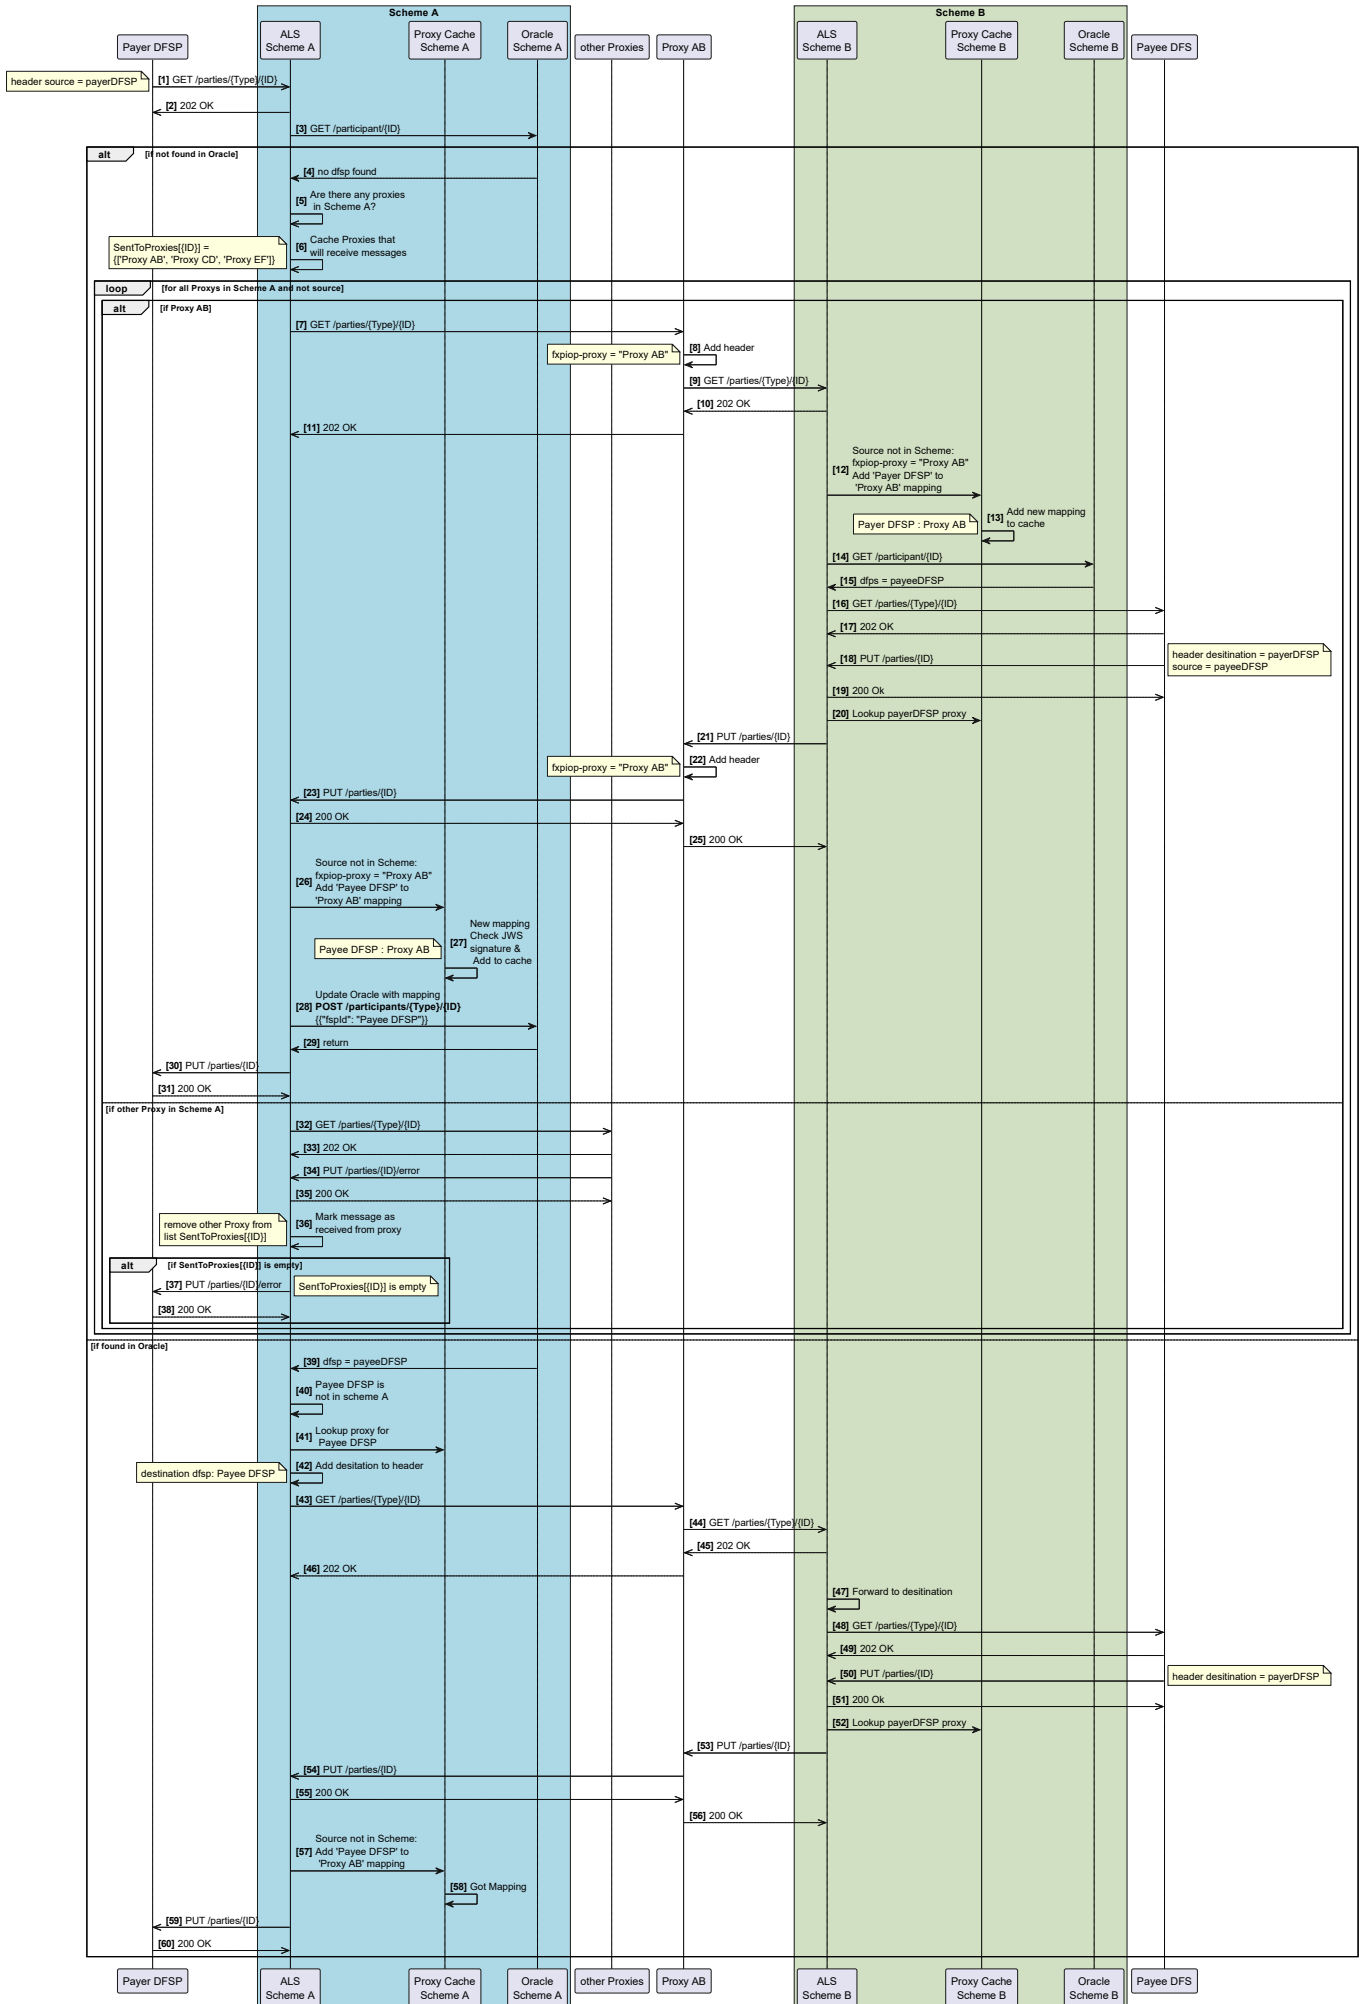 Scheme A
Scheme B
Payer DFSP
ALS
Scheme A
Proxy Cache
Scheme A
Oracle
Scheme A
other Proxies
Proxy AB
ALS
Scheme B
Proxy Cache
Scheme B
Oracle
Scheme B
Payee DFS
header source = payerDFSP
[1] GET /parties/{Type}/{ID}
[2] 202 OK
[3] GET /participant/{ID}
alt [if not found in Oracle]
[4] no dfsp found
[5] Are there any proxies
in Scheme A?
SentToProxies[{ID}] =
{['Proxy AB', 'Proxy CD', 'Proxy EF']}
[6] Cache Proxies that
will receive messages
loop [for all Proxys in Scheme A and not source]
alt [if Proxy AB]
[7] GET /parties/{Type}/{ID}
fxpiop-proxy = "Proxy AB"
[8] Add header
[9] GET /parties/{Type}/{ID}
[10] 202 OK
[11] 202 OK
Source not in Scheme:
[12] fxpiop-proxy = "Proxy AB"
Add 'Payer DFSP' to
'Proxy AB' mapping
Payer DFSP : Proxy AB
[13] Add new mapping
to cache
[14] GET /participant/{ID}
[15] dfps = payeeDFSP
[16] GET /parties/{Type}/{ID}
[17] 202 OK
header desitination = payerDFSP
source = payeeDFSP
[18] PUT /parties/{ID}
[19] 200 Ok
[20] Lookup payerDFSP proxy
[21] PUT /parties/{ID}
fxpiop-proxy = "Proxy AB"
[22] Add header
[23] PUT /parties/{ID}
[24] 200 OK
[25] 200 OK
Source not in Scheme:
[26] fxpiop-proxy = "Proxy AB"
Add 'Payee DFSP' to
'Proxy AB' mapping
Payee DFSP : Proxy AB
New mapping
[27] Check JWS
signature &
Add to cache
Update Oracle with mapping
[28] POST /participants/{Type}/{ID}
{{"fspId": "Payee DFSP"}}
[29] return
[30] PUT /parties/{ID}
[31] 200 OK
[if other Proxy in Scheme A]
[32] GET /parties/{Type}/{ID}
[33] 202 OK
[34] PUT /parties/{ID}/error
[35] 200 OK
remove other Proxy from
list SentToProxies[{ID}]
[36] Mark message as
received from proxy
alt [if SentToProxies[{ID}] is empty]
[37] PUT /parties/{ID}/error
SentToProxies[{ID}] is empty
[38] 200 OK
[if found in Oracle]
[39] dfsp = payeeDFSP
[40] Payee DFSP is
not in scheme A
[41] Lookup proxy for
Payee DFSP
destination dfsp: Payee DFSP
[42] Add desitation to header
[43] GET /parties/{Type}/{ID}
[44] GET /parties/{Type}/{ID}
[45] 202 OK
[46] 202 OK
[47] Forward to desitination
[48] GET /parties/{Type}/{ID}
[49] 202 OK
header desitination = payerDFSP
[50] PUT /parties/{ID}
[51] 200 Ok
[52] Lookup payerDFSP proxy
[53] PUT /parties/{ID}
[54] PUT /parties/{ID}
[55] 200 OK
[56] 200 OK
Source not in Scheme:
[57] Add 'Payee DFSP' to
'Proxy AB' mapping
[58] Got Mapping
[59] PUT /parties/{ID}
[60] 200 OK
Payer DFSP
ALS
Scheme A
Proxy Cache
Scheme A
Oracle
Scheme A
other Proxies
Proxy AB
ALS
Scheme B
Proxy Cache
Scheme B
Oracle
Scheme B
Payee DFS